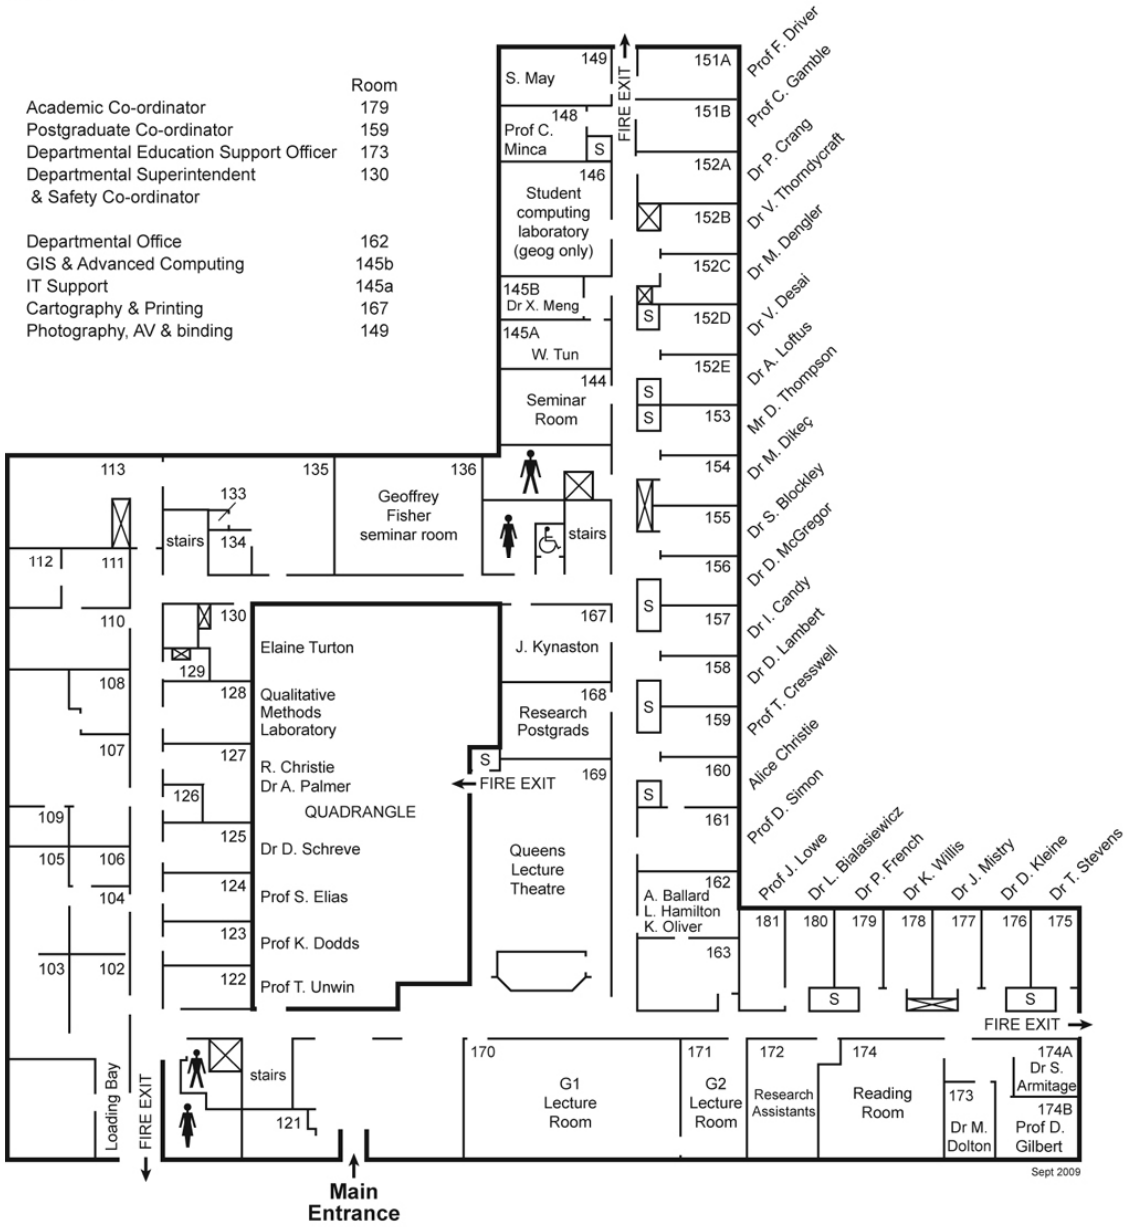 Room
Academic Co-ordinator 179
Postgraduate Co-ordinator 159
Departmental Education Support Officer 173
Departmental Superintendent 130
& Safety Co-ordinator
Departmental Office 162
GIS & Advanced Computing 145b
IT Support 145a
Cartography & Printing 167
Photography, AV & binding 149
149
S. May
148
Prof C.
Minca
S
146
Student
computing
laboratory
(geog only)
145B
Dr X. Meng
145A
W. Tun
144
Seminar
Room
FIRE EXIT
151A
Prof F. Driver
151B
Prof C. Gamble
152A
Dr P. Crang
152B
Dr V. Thorndycraft
152C
Dr M. Dengler
S
152D
Dr V. Desai
152E
Dr A. Loftus
S
S
153
Mr D. Thompson
154
Dr M. Dikeç
155
Dr S. Blockley
156
Dr D. McGregor
S
157
Dr I. Candy
158
Dr D. Lambert
S
159
Prof T. Cresswell
160
Alice Christie
S
161
Prof D. Simon
162
A. Ballard
L. Hamilton
K. Oliver
163
113
133
134
stairs
135
136
Geoffrey
Fisher
seminar room
stairs
112
111
110
108
107
109
105
106
104
103
102
130
Elaine Turton
129
128
Qualitative
Methods
Laboratory
127
R. Christie
Dr A. Palmer
126
QUADRANGLE
125
Dr D. Schreve
124
Prof S. Elias
123
Prof K. Dodds
122
Prof T. Unwin
167
J. Kynaston
168
Research
Postgrads
S
FIRE EXIT
169
Queens
Lecture
Theatre
Prof J. Lowe
Dr L. Bialasiewicz
Dr P. French
Dr K. Willis
Dr J. Mistry
Dr D. Kleine
Dr T. Stevens
181
180
179
178
177
176
175
S
S
FIRE EXIT
Loading Bay
FIRE EXIT
stairs
121
170
G1
Lecture
Room
171
G2
Lecture
Room
172
Research
Assistants
174
Reading
Room
173
Dr M.
Dolton
174A
Dr S.
Armitage
174B
Prof D.
Gilbert
Sept 2009
Main
Entrance